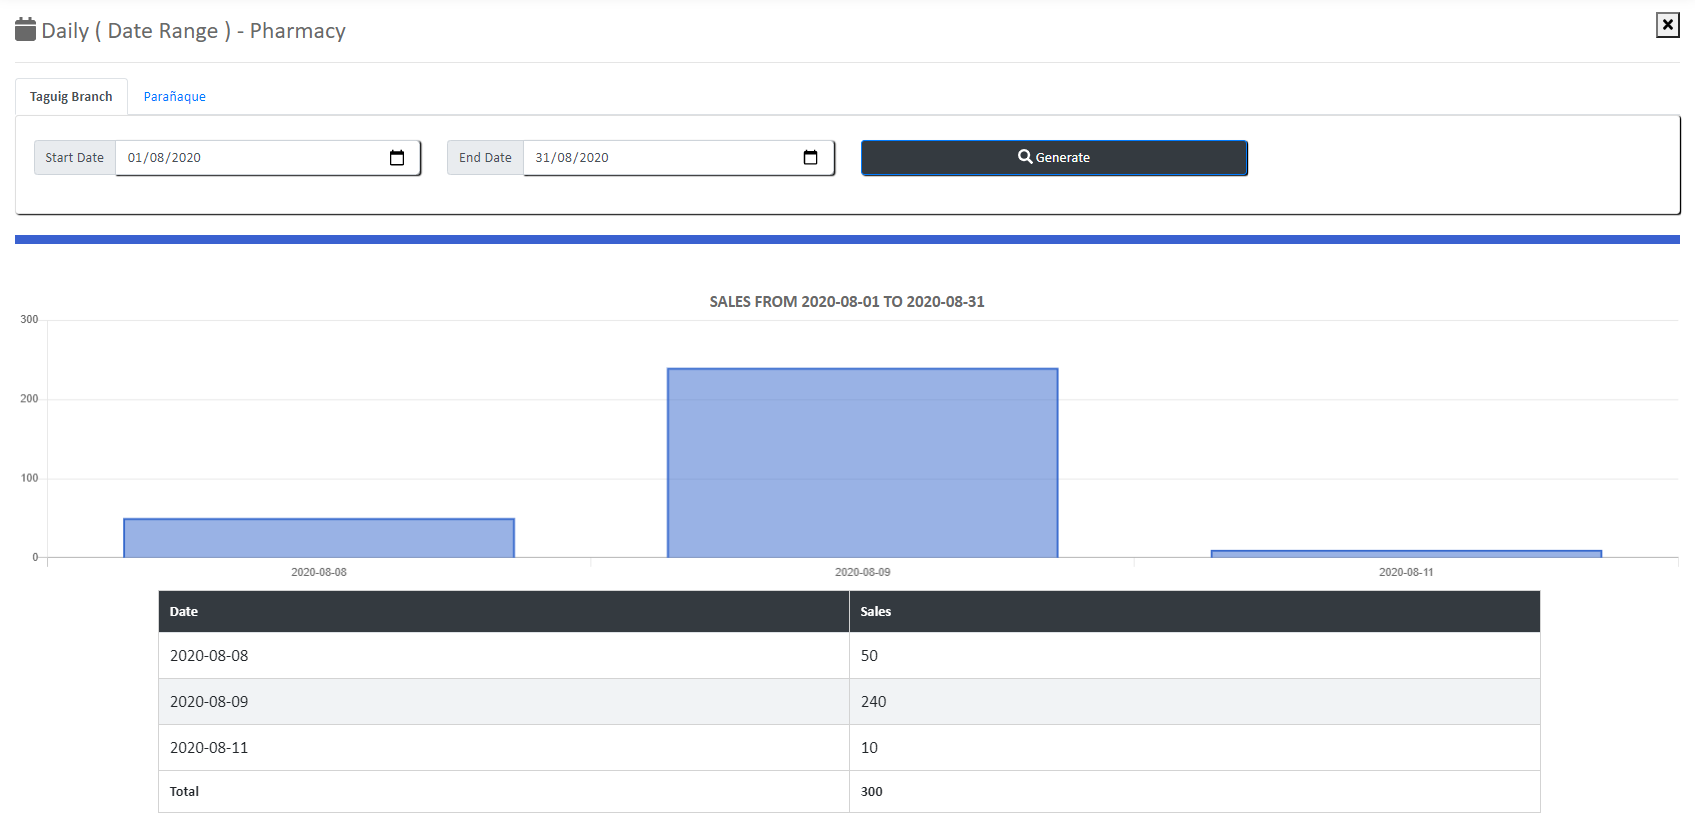 Daily ( Date Range ) - Pharmacy
Taguig Branch Parañaque
Start Date 01/08/2020 End Date 31/08/2020 Generate
SALES FROM 2020-08-01 TO 2020-08-31
300
200
100
0
2020-08-08 2020-08-09 2020-08-11
Date Sales
2020-08-08 50
2020-08-09 240
2020-08-11 10
Total 300